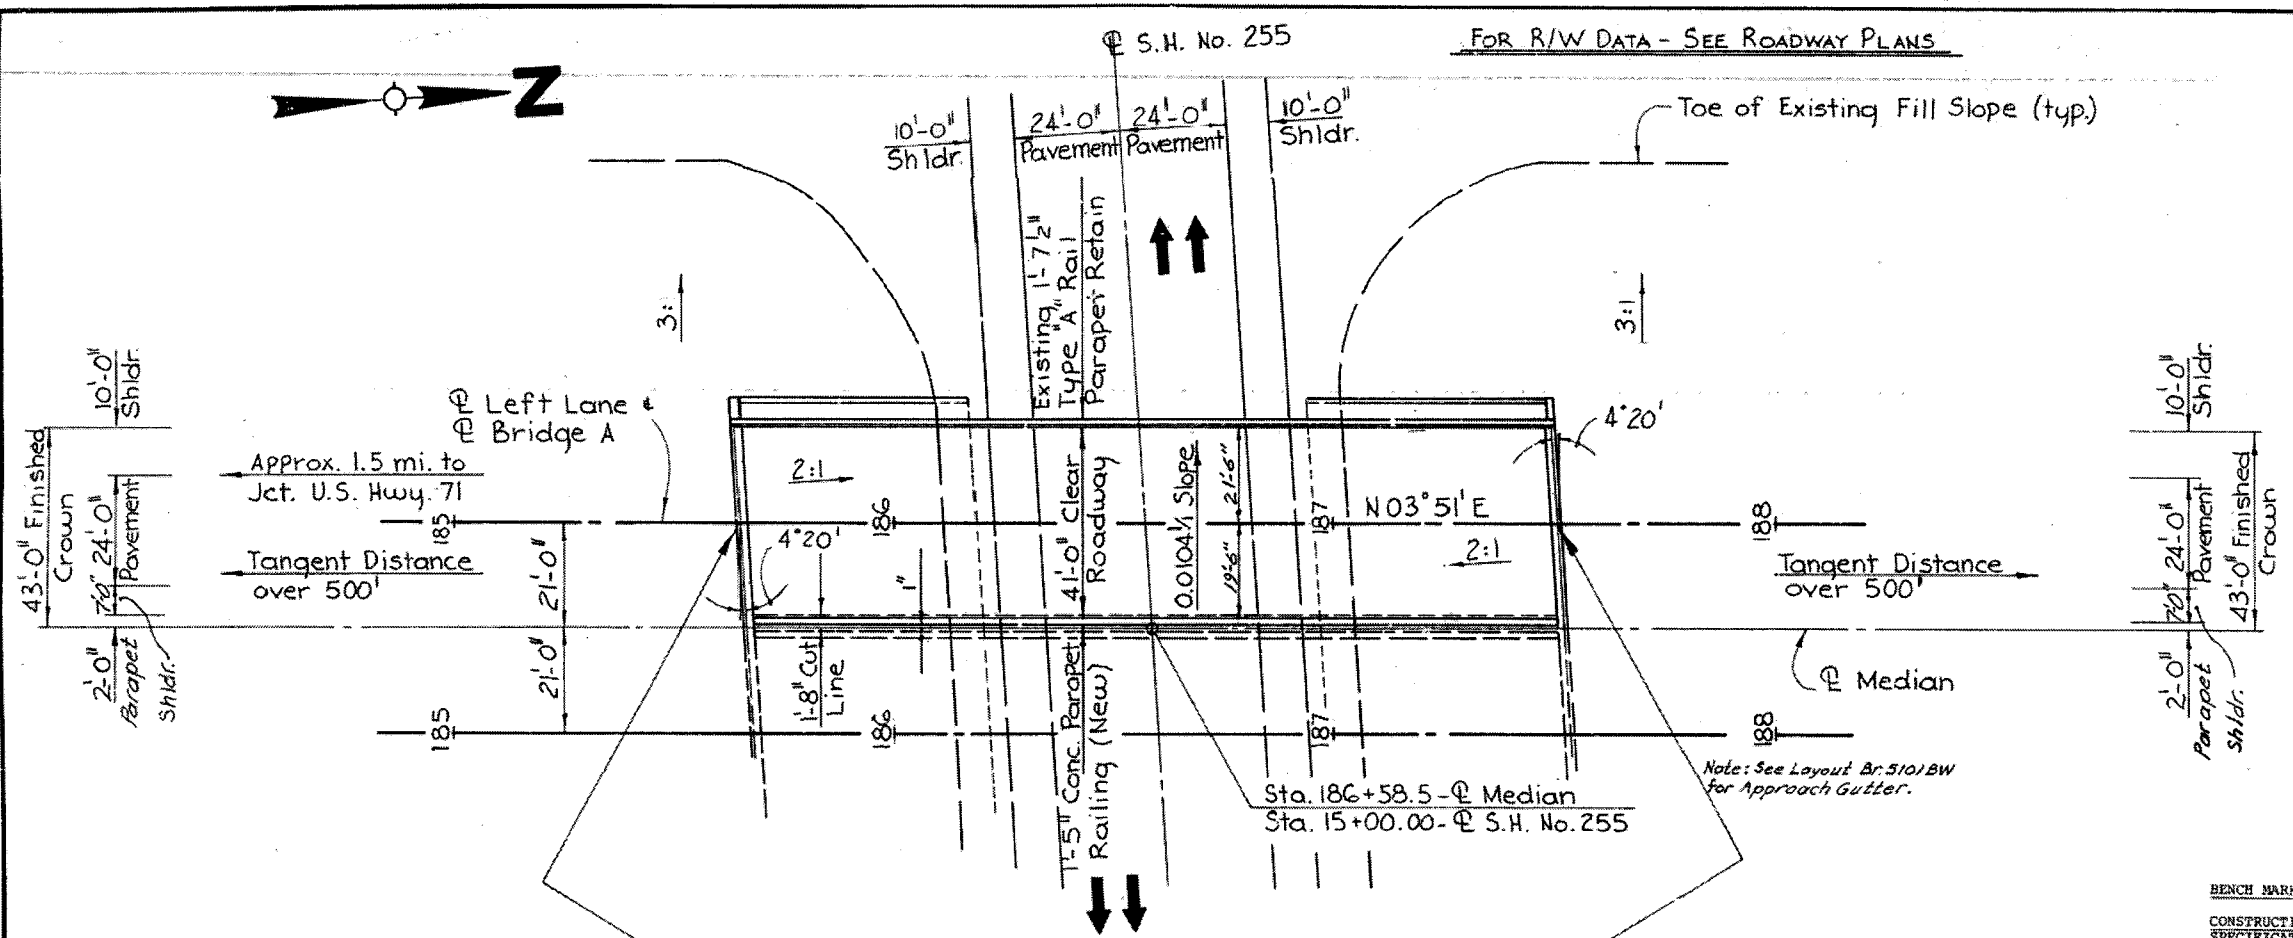 ℄ S.H. No. 255
FOR R/W DATA - SEE ROADWAY PLANS
N
10'-0"
Shldr.
24'-0"
Pavement
24'-0"
Pavement
10'-0"
Shldr.
Toe of Existing Fill Slope (typ.)
Existing 1'-7½"
Type "A" Rail
Parapet Retain
3:1
3:1
10'-0"
Shldr.
43'-0" Finished
Crown
24'-0"
Pavement
7'-0"
2'-0"
Parapet
Shldr.
℄ Left Lane &
℄ Bridge A
Approx. 1.5 mi. to
Jct. U.S. Hwy. 71
Tangent Distance
over 500'
185
186
187
188
N 03°51' E
2:1
2:1
4°20'
4°20'
41'-0" Clear
Roadway
0.0104 1/1 Slope
21'-6"
19'-6"
21'-0"
21'-0"
1"
1'-8" Cut
Line
1'-5" Conc. Parapet
Railing (New)
185
186
187
188
Tangent Distance
over 500'
℄ Median
Sta. 186+58.5 - ℄ Median
Sta. 15+00.00 - ℄ S.H. No. 255
Note: See Layout Br. 5101BW
for Approach Gutter.
10'-0"
Shldr.
24'-0"
Pavement
7'-0"
43'-0" Finished
Crown
2'-0"
Parapet
Shldr.
BENCH MAR
CONSTRUCT